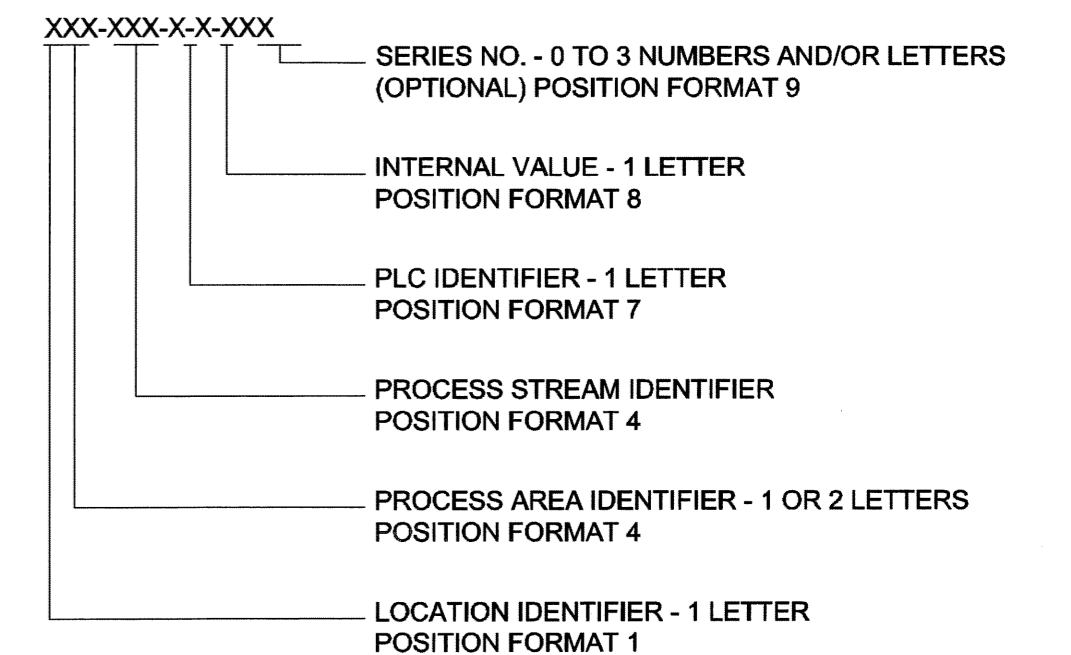 XXX-XXX-X-X-XXX
SERIES NO. - 0 TO 3 NUMBERS AND/OR LETTERS
(OPTIONAL) POSITION FORMAT 9
INTERNAL VALUE - 1 LETTER
POSITION FORMAT 8
PLC IDENTIFIER - 1 LETTER
POSITION FORMAT 7
PROCESS STREAM IDENTIFIER
POSITION FORMAT 4
PROCESS AREA IDENTIFIER - 1 OR 2 LETTERS
POSITION FORMAT 4
LOCATION IDENTIFIER - 1 LETTER
POSITION FORMAT 1